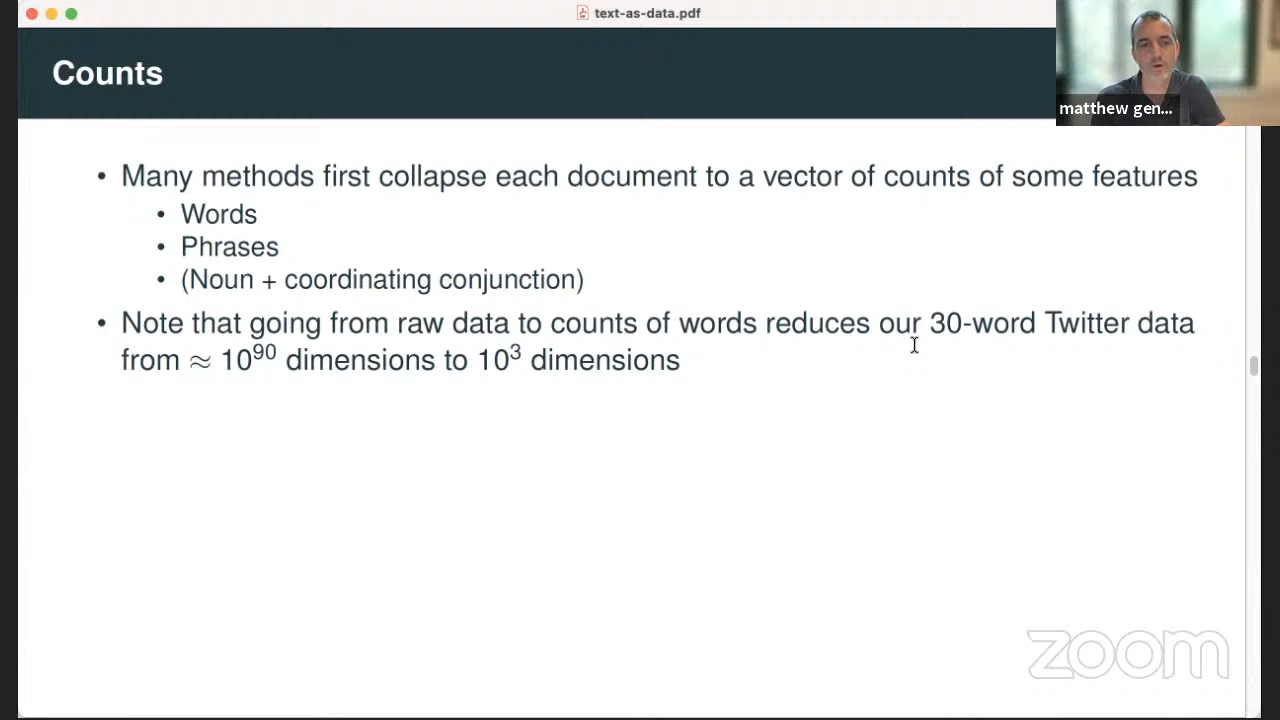 text-as-data.pdf
Counts
matthew gen...
• Many methods first collapse each document to a vector of counts of some features
• Words
• Phrases
• (Noun + coordinating conjunction)
• Note that going from raw data to counts of words reduces our 30-word Twitter data
from ≈ 10⁹⁰ dimensions to 10³ dimensions
zoom